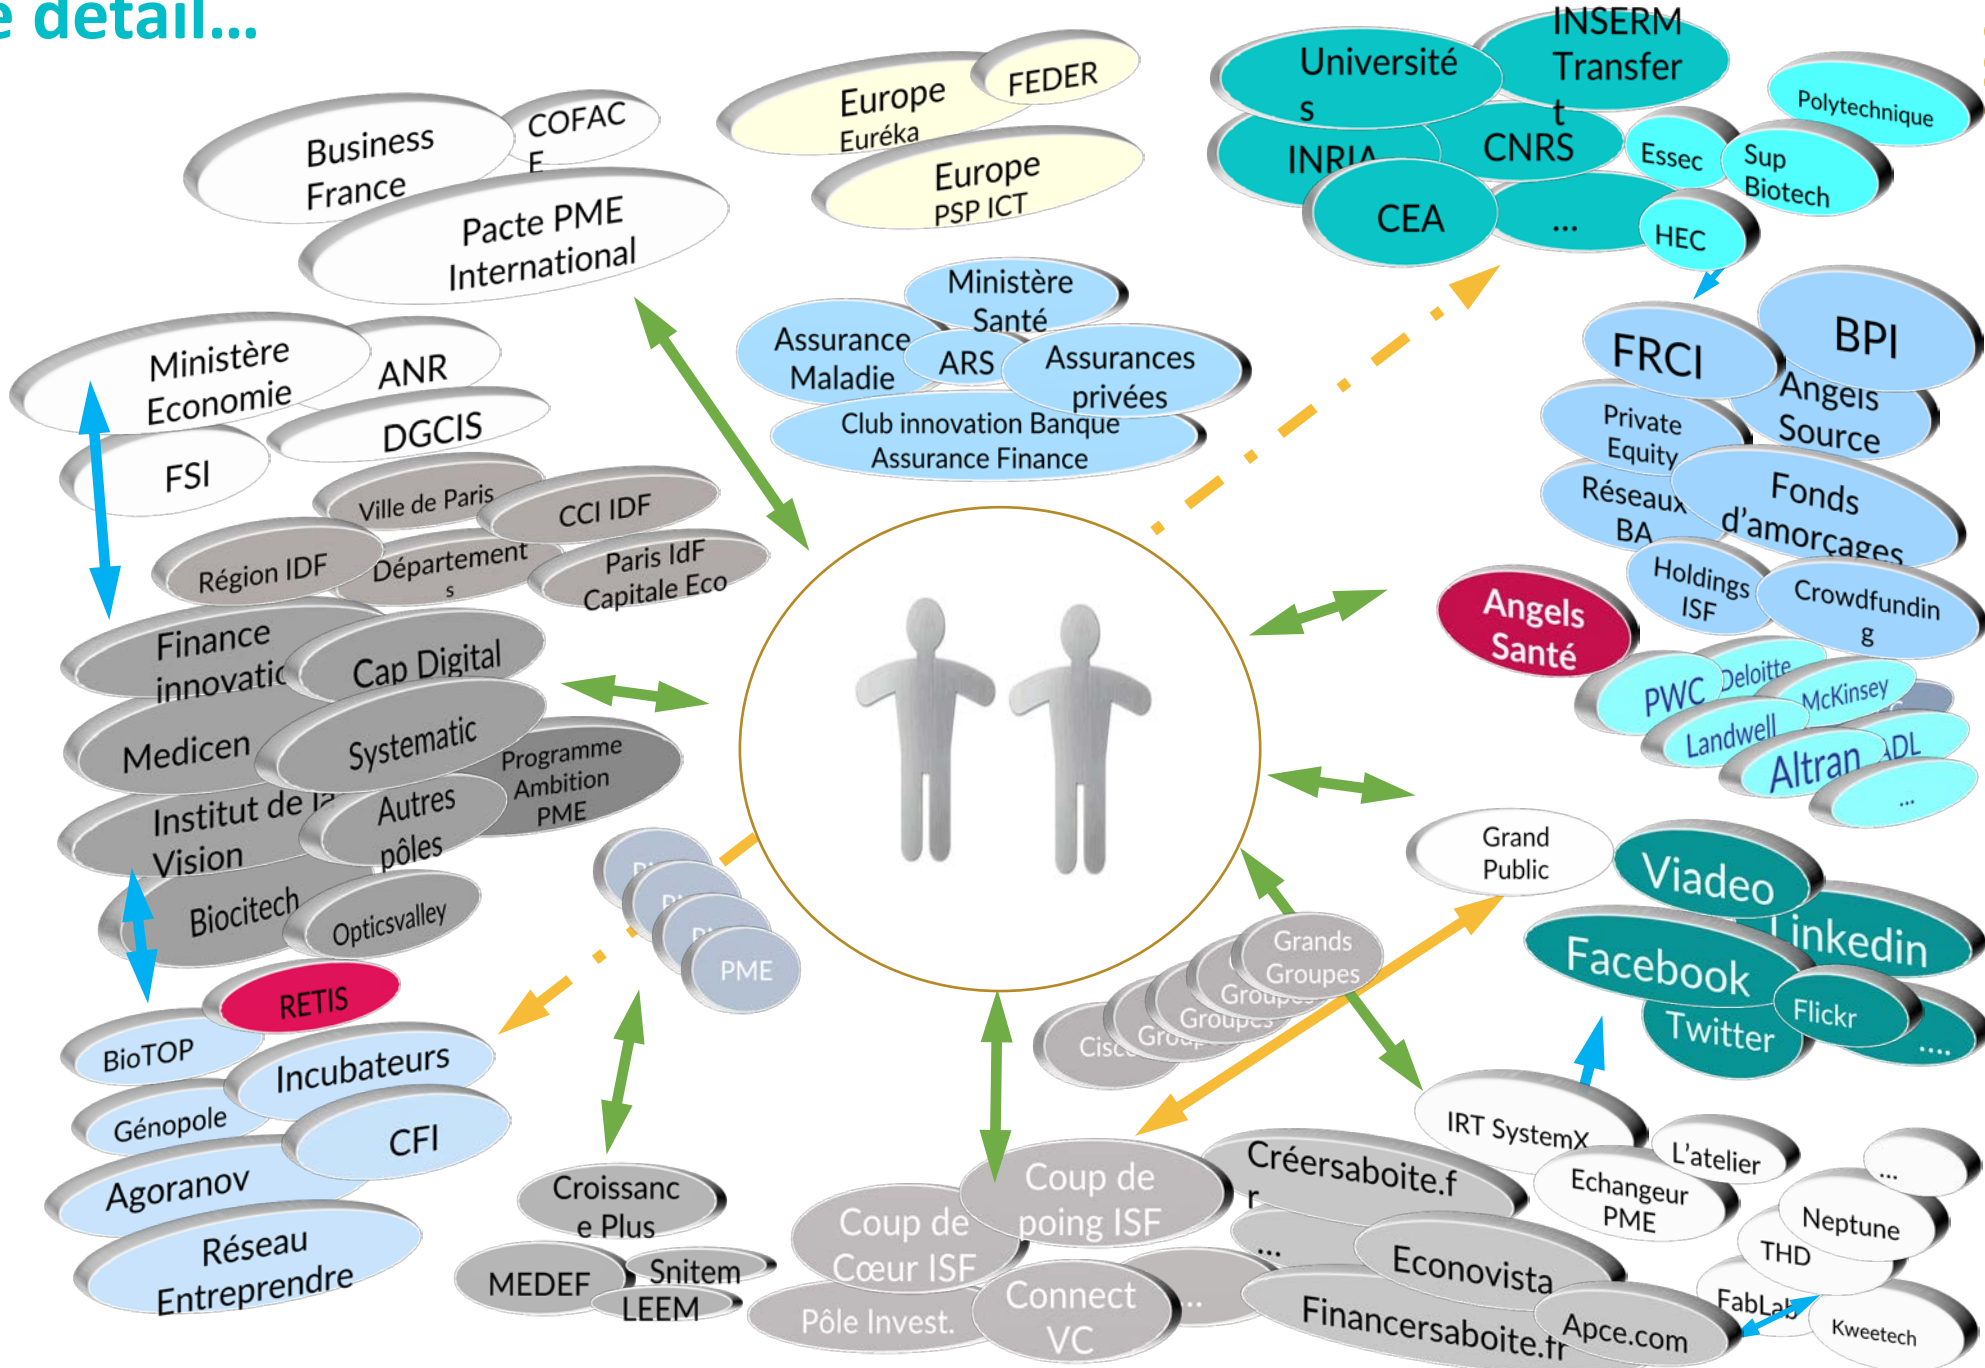 e détail...
Business
France
COFAC
E
Pacte PME
International
Europe
Euréka
FEDER
Europe
PSP ICT
Université
s
INSERM
Transfer
t
INRIA
CNRS
CEA
...
Essec
Sup
Biotech
Polytechnique
HEC
Ministère
Santé
Assurance
Maladie
ARS
Assurances
privées
Club innovation Banque
Assurance Finance
Ministère
Economie
ANR
DGCIS
FSI
Ville de Paris
CCI IDF
Région IDF
Département
s
Paris IdF
Capitale Eco
FRCI
BPI
Angels
Source
Private
Equity
Réseaux
BA
Fonds
d'amorçages
Holdings
ISF
Crowdfundin
g
Angels
Santé
PWC
Deloitte
McKinsey
Landwell
Altran
ADL
...
Finance
innovatio
Cap Digital
Medicen
Systematic
Programme
Ambition
PME
Institut de la
Vision
Autres
pôles
Biocitech
Opticsvalley
PME
Grand
Public
Viadeo
Linkedin
Facebook
Flickr
Twitter
....
Grands
Groupes
Groupes
Groupes
Group
Cisco
RETIS
BioTOP
Incubateurs
Génopole
CFI
Agoranov
Réseau
Entreprendre
Croissanc
e Plus
MEDEF
Snitem
LEEM
Coup de
poing ISF
Coup de
Cœur ISF
Pôle Invest.
Connect
VC
..
Créersaboite.f
r
...
Econovista
Financersaboite.fr
Apce.com
IRT SystemX
L'atelier
Echangeur
PME
...
Neptune
THD
FabLab
Kweetech